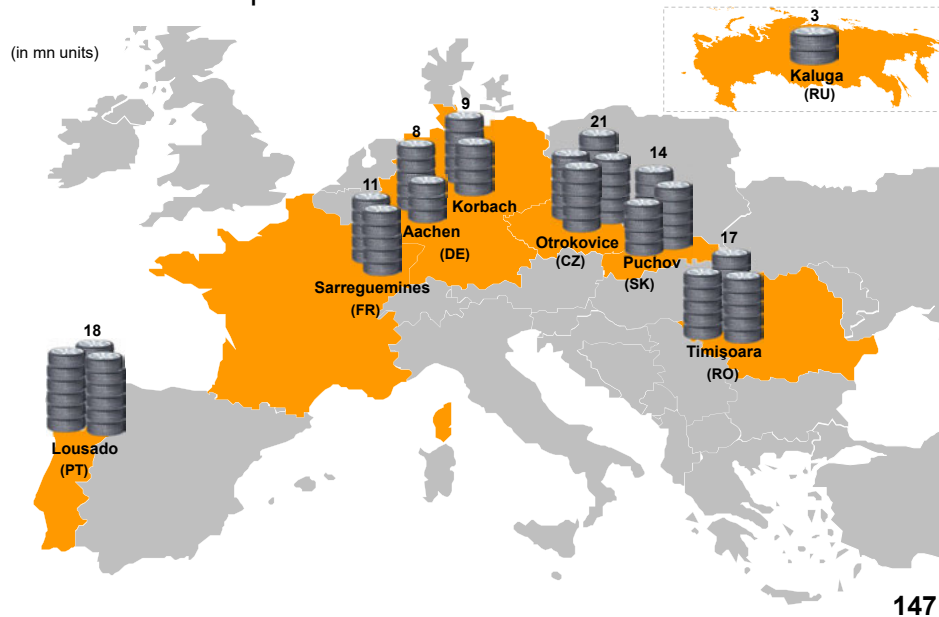 (in mn units)
3
Kaluga
(RU)
9
8
21
14
11
Korbach
Aachen
(DE)
Otrokovice
(CZ)
Puchov
(SK)
17
Sarreguemines
(FR)
18
Timişoara
(RO)
Lousado
(PT)
147